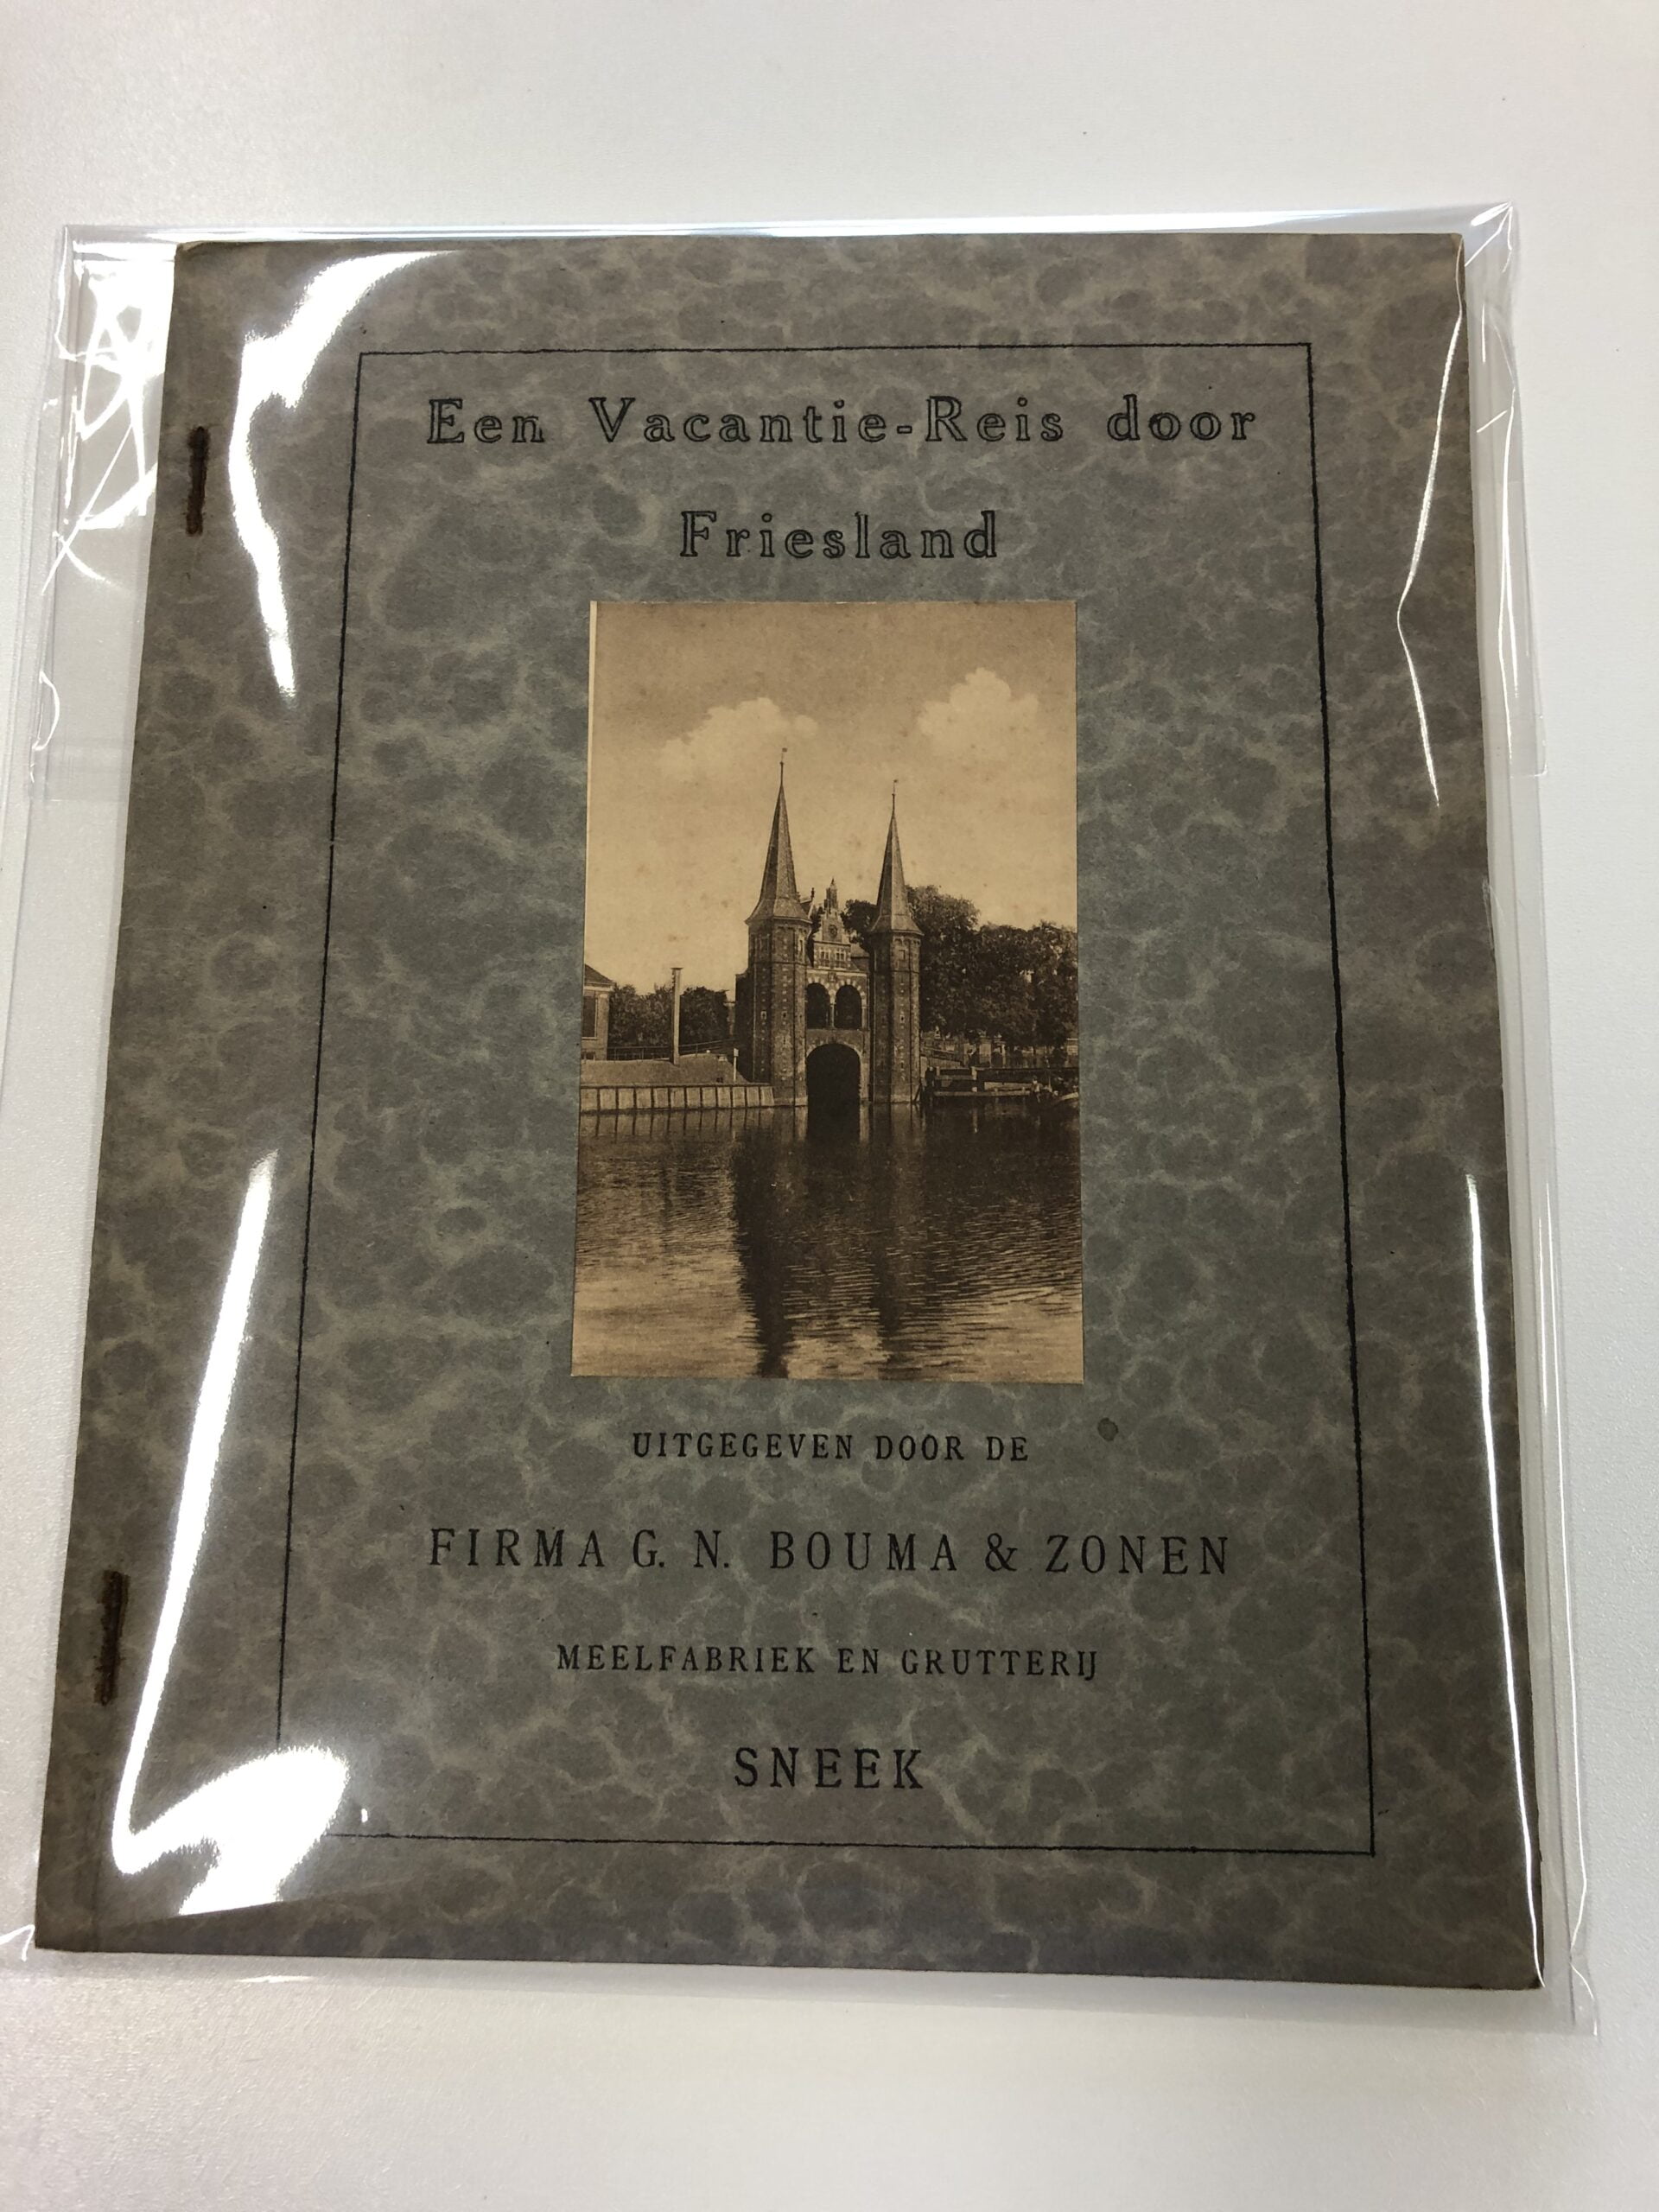 Een Vacantie-Reis door
Friesland
UITGEGEVEN DOOR DE
FIRMA G. N. BOUMA & ZONEN
MEELFABRIEK EN GRUTTERIJ
SNEEK